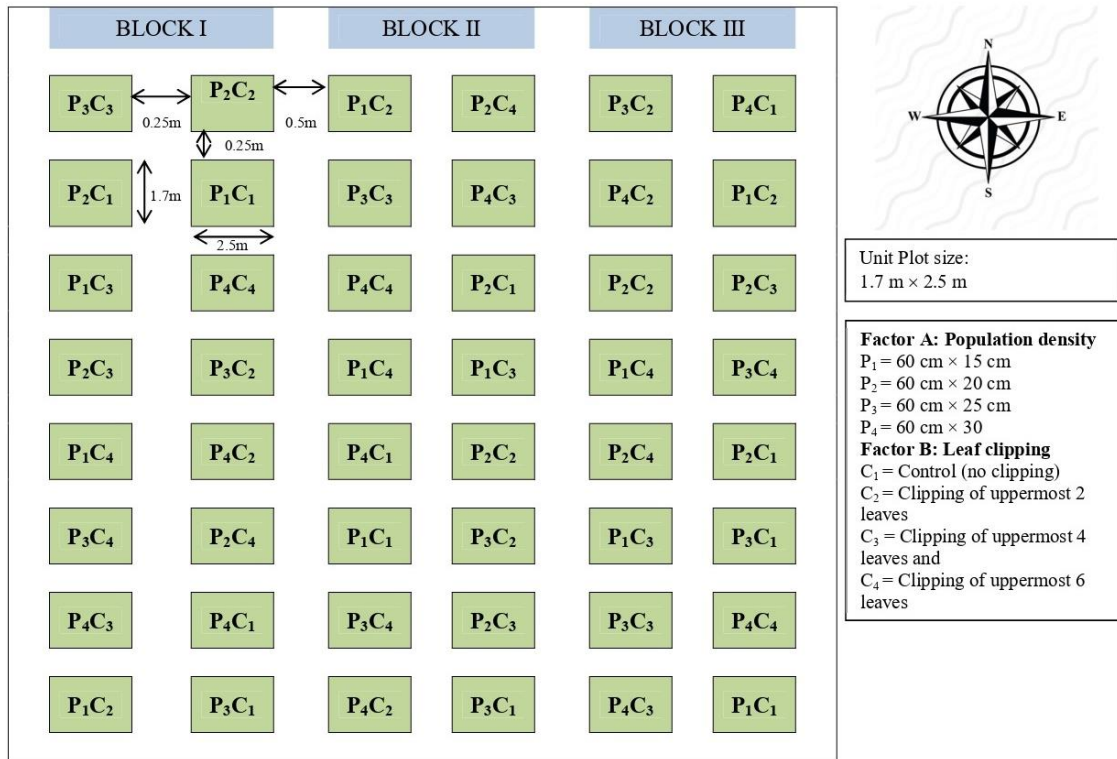 BLOCK I BLOCK II BLOCK III
P₃C₃ P₂C₂ P₁C₂ P₂C₄ P₃C₂ P₄C₁
0.25m 0.5m
0.25m
P₂C₁ 1.7m P₁C₁ P₃C₃ P₄C₃ P₄C₂ P₁C₂
2.5m
P₁C₃ P₄C₄ P₄C₄ P₂C₁ P₂C₂ P₂C₃
P₂C₃ P₃C₂ P₁C₄ P₁C₃ P₁C₄ P₃C₄
P₁C₄ P₄C₂ P₄C₁ P₂C₂ P₂C₄ P₂C₁
P₃C₄ P₂C₄ P₁C₁ P₃C₂ P₁C₃ P₃C₁
P₄C₃ P₄C₁ P₃C₄ P₂C₃ P₃C₃ P₄C₄
P₁C₂ P₃C₁ P₄C₂ P₃C₁ P₄C₃ P₁C₁
N
W E
S
Unit Plot size:
1.7 m × 2.5 m
Factor A: Population density
P₁ = 60 cm × 15 cm
P₂ = 60 cm × 20 cm
P₃ = 60 cm × 25 cm
P₄ = 60 cm × 30
Factor B: Leaf clipping
C₁ = Control (no clipping)
C₂ = Clipping of uppermost 2
leaves
C₃ = Clipping of uppermost 4
leaves and
C₄ = Clipping of uppermost 6
leaves